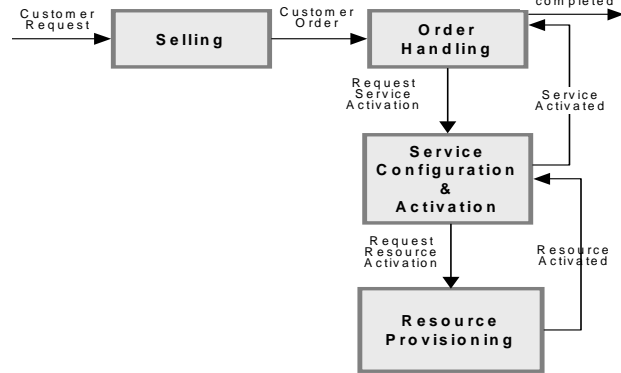 completed
Customer
Request
Customer
Order
Selling
Order
Handling
Request
Service
Activation
Service
Activated
Service
Configuration
&
Activation
Request
Resource
Activation
Resource
Activated
Resource
Provisioning